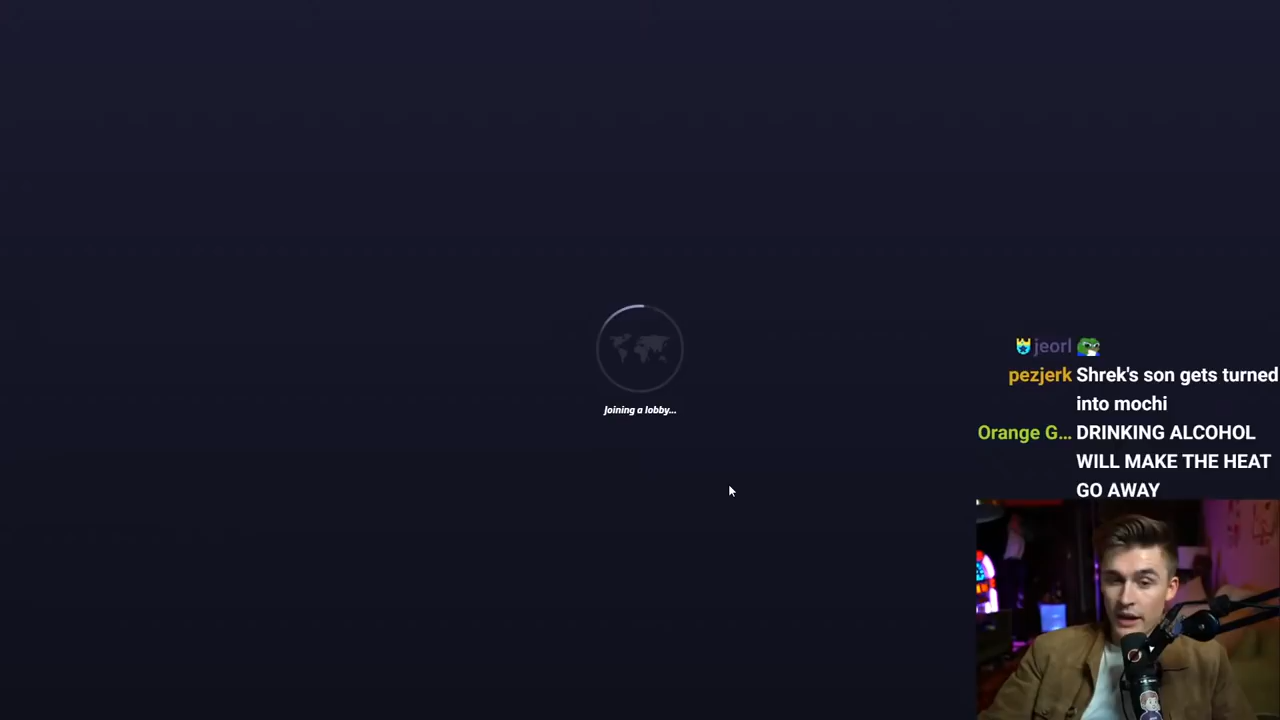 jeorl
pezjerk Shrek's son gets turned
into mochi
Orange G... DRINKING ALCOHOL
WILL MAKE THE HEAT
GO AWAY
Joining a lobby...